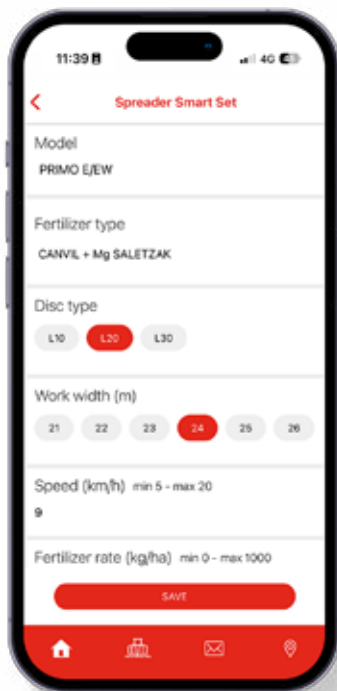 11:39
4G
Spreader Smart Set
Model
PRIMO E/EW
Fertilizer type
CANVIL + Mg SALETZAK
Disc type
L10 L20 L30
Work width (m)
21 22 23 24 25 26
Speed (km/h) min 5 - max 20
9
Fertilizer rate (kg/ha) min 0 - max 1000
SAVE